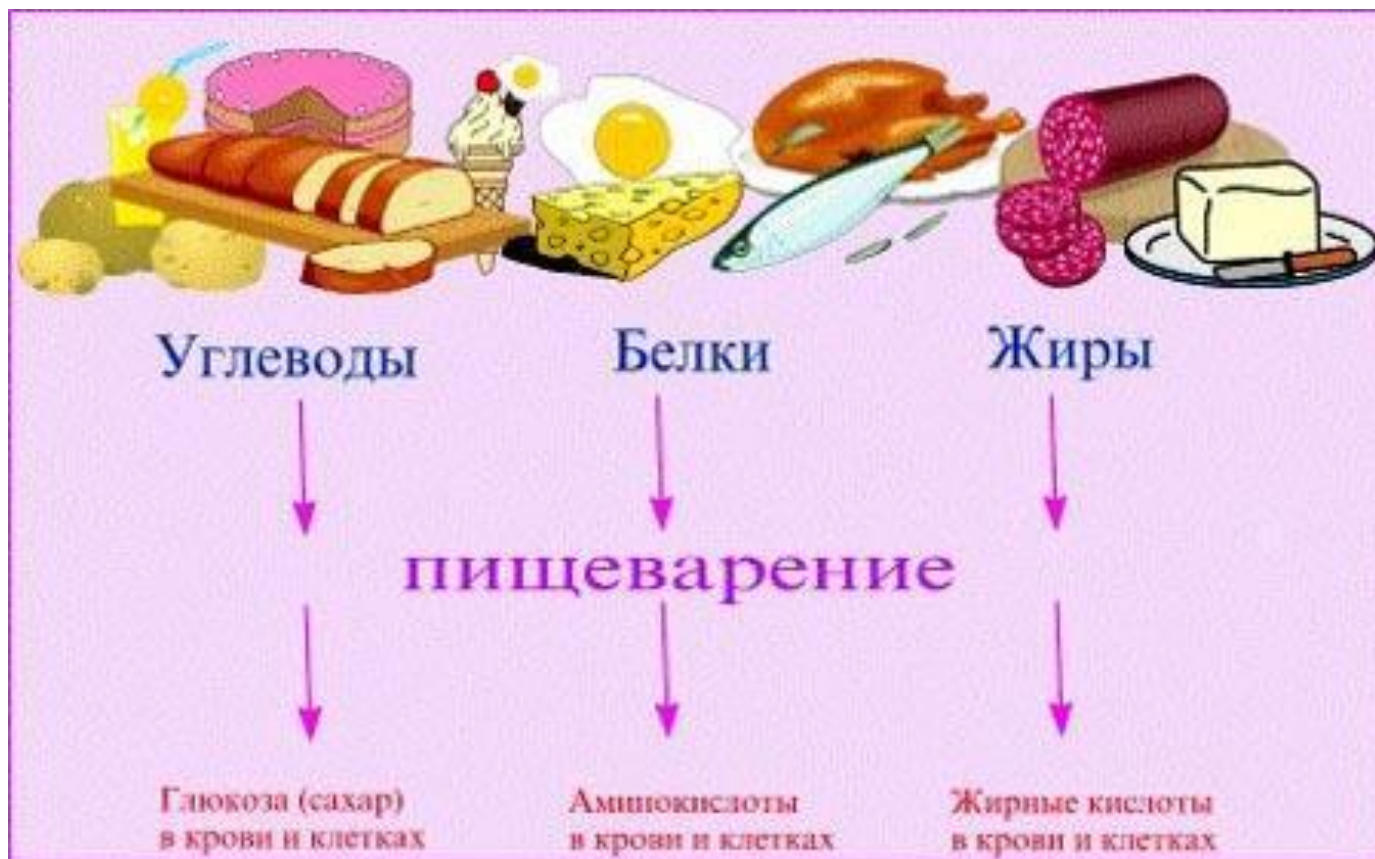 Углеводы
Белки
Жиры
пищеварение
Глюкоза (сахар)
в крови и клетках
Аминокислоты
в крови и клетках
Жирные кислоты
в крови и клетках